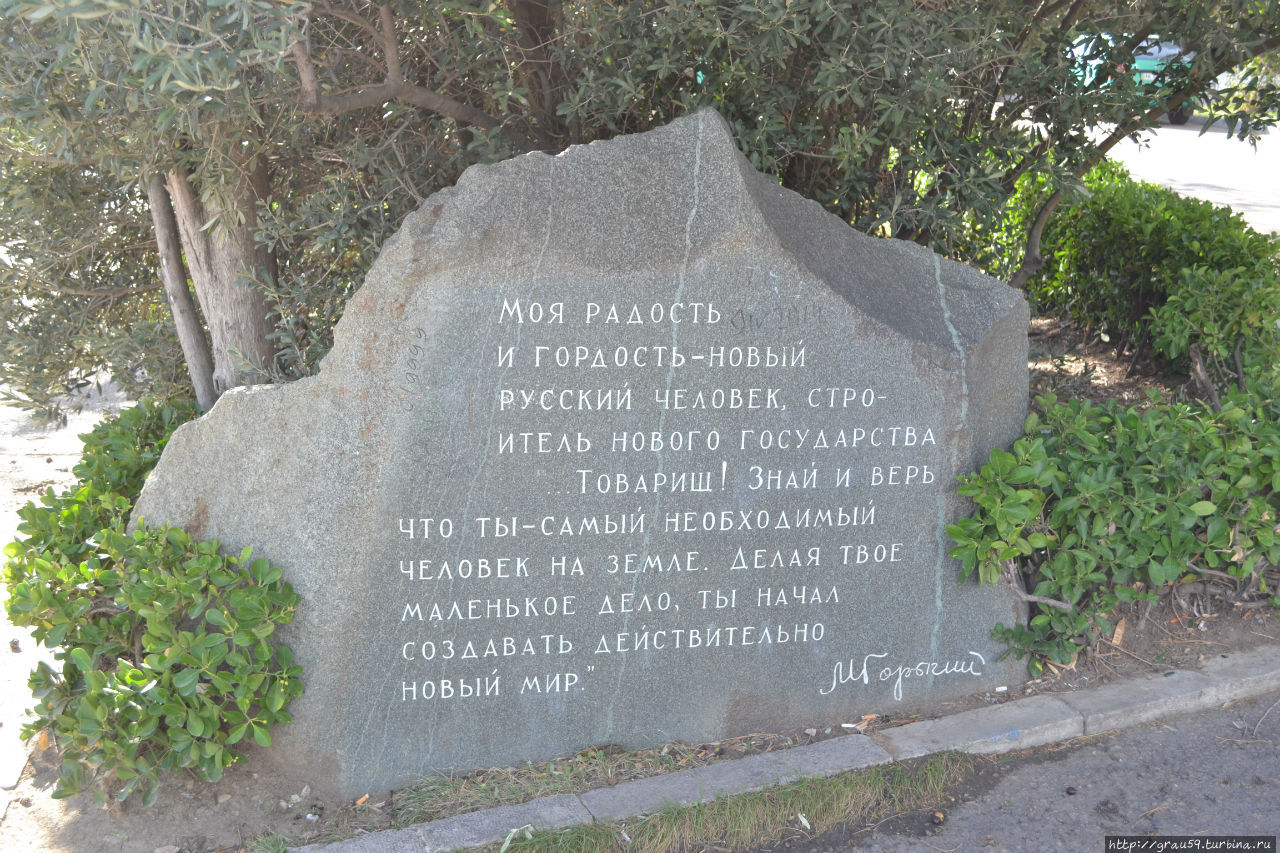 Моя радость
и гордость-новый
русский человек, стро-
итель нового государства
...Товарищ! Знай и верь
что ты-самый необходимый
человек на земле. Делая твое
маленькое дело, ты начал
создавать действительно
новый мир."
М Горький
http://grau59.turbina.ru